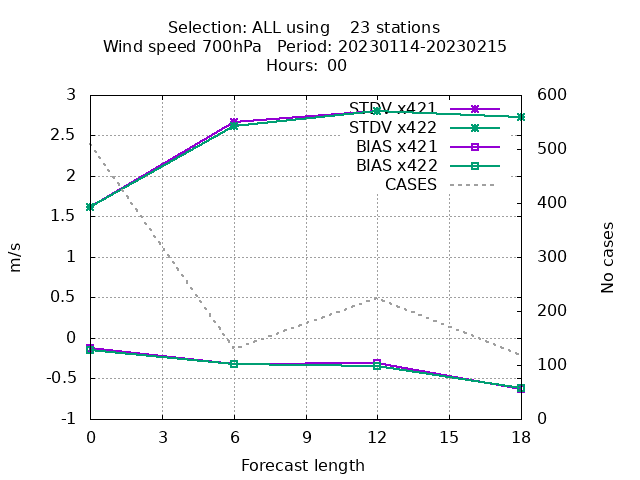 Selection: ALL using    23 stations
Wind speed 700hPa   Period: 20230114-20230215
Hours:  00
3
2.5
2
1.5
1
0.5
0
-0.5
-1
m/s
600
500
400
300
200
100
0
No cases
STDV x421
STDV x422
BIAS x421
BIAS x422
CASES
0 3 6 9 12 15 18
Forecast length